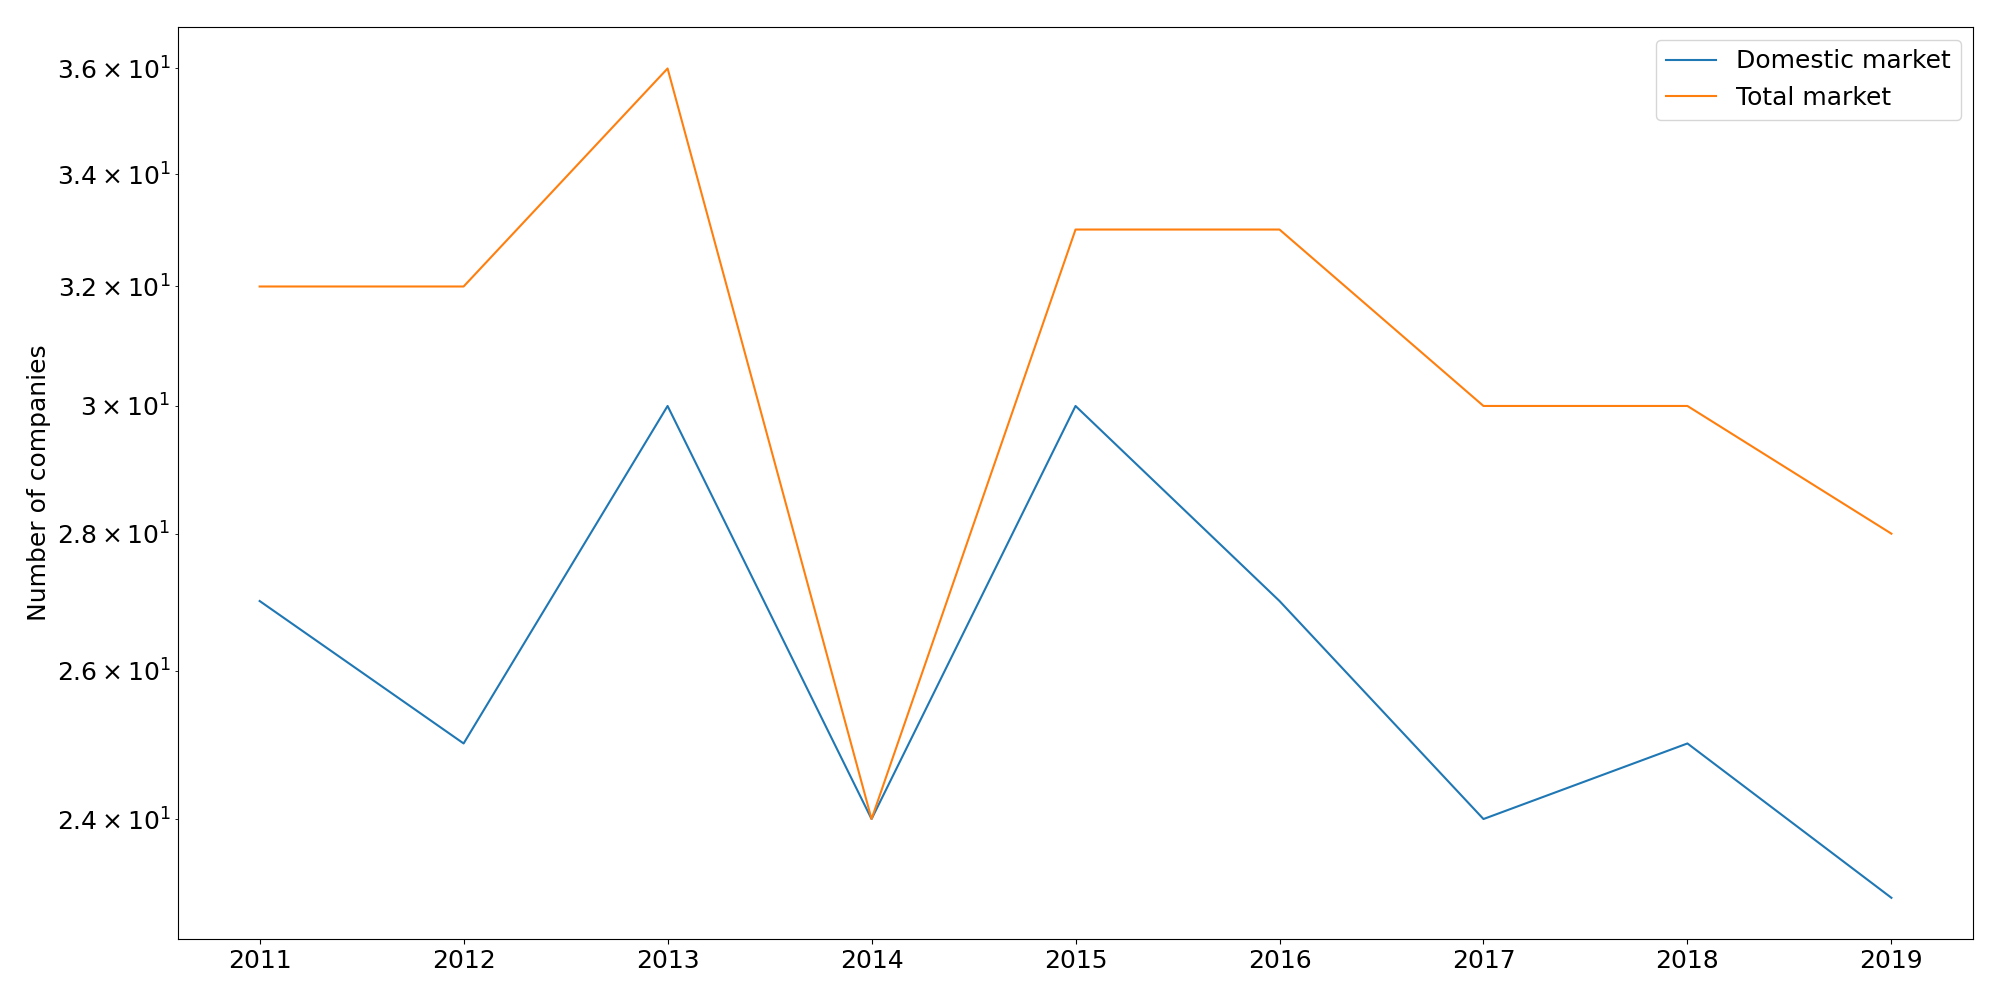 Domestic market
Total market
3.6 × 10¹
3.4 × 10¹
3.2 × 10¹
3 × 10¹
2.8 × 10¹
2.6 × 10¹
2.4 × 10¹
Number of companies
2011 2012 2013 2014 2015 2016 2017 2018 2019